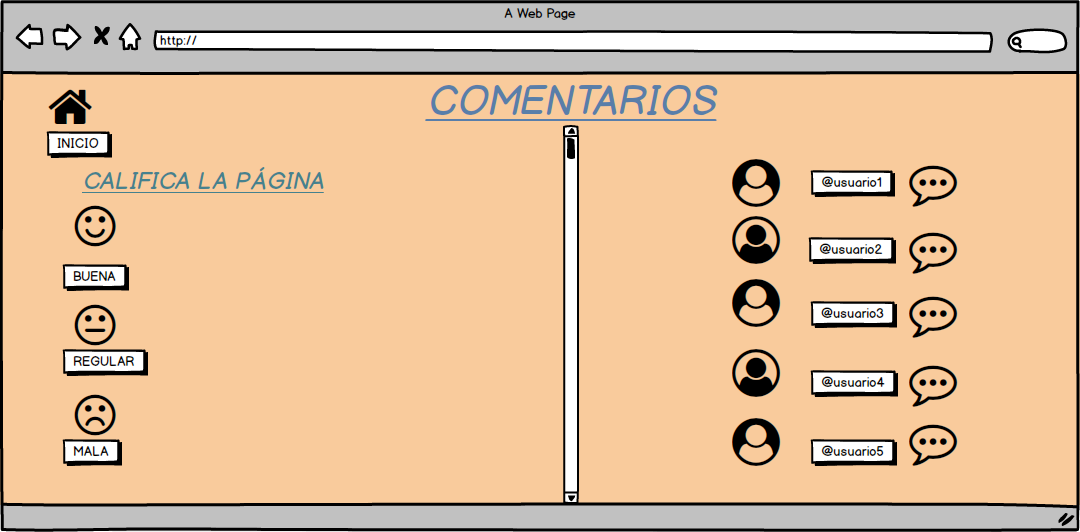 A Web Page
http://
COMENTARIOS
INICIO
CALIFICA LA PÁGINA
BUENA
REGULAR
MALA
@usuario1
@usuario2
@usuario3
@usuario4
@usuario5